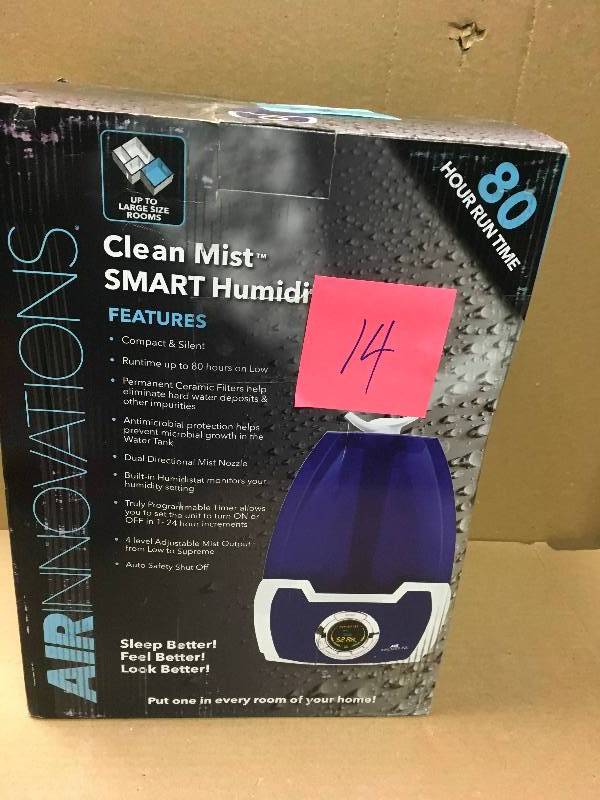 UP TO
LARGE SIZE
ROOMS
80
HOUR RUN TIME
AIRINNOVATIONS®
Clean Mist™
SMART Humidi
14
FEATURES
• Compact & Silent
• Runtime up to 80 hours on Low
• Permanent Ceramic Filters help
eliminate hard water deposits &
other impurities
• Antimicrobial protection helps
prevent microbial growth in the
Water Tank
• Dual Directional Mist Nozzle
• Built-in Humidistat monitors your
humidity setting
• Truly Programmable Timer allows
you to set the unit to turn ON or
OFF in 1-24 hour increments
• 4 level Adjustable Mist Output
from Low to Supreme
• Auto Safety Shut Off
Sleep Better!
Feel Better!
Look Better!
Put one in every room of your home!